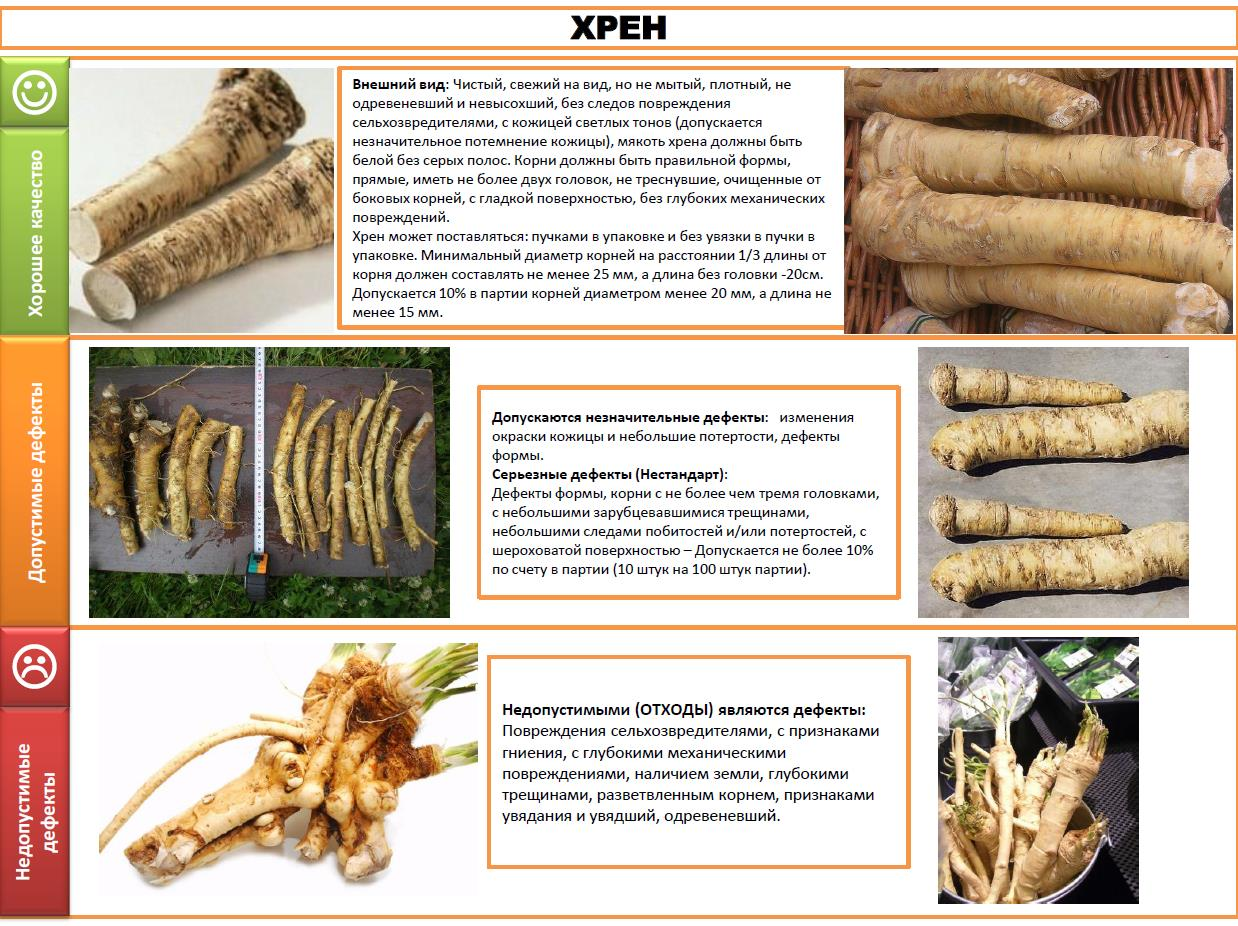 ХРЕН
Хорошее качество
Внешний вид: Чистый, свежий на вид, но не мытый, плотный, не
одревеневший и невысохший, без следов повреждения
сельхозвредителями, с кожицей светлых тонов (допускается
незначительное потемнение кожицы), мякоть хрена должны быть
белой без серых полос. Корни должны быть правильной формы,
прямые, иметь не более двух головок, не треснувшие, очищенные от
боковых корней, с гладкой поверхностью, без глубоких механических
повреждений.
Хрен может поставляться: пучками в упаковке и без увязки в пучки в
упаковке. Минимальный диаметр корней на расстоянии 1/3 длины от
корня должен составлять не менее 25 мм, а длина без головки -20см.
Допускается 10% в партии корней диаметром менее 20 мм, а длина не
менее 15 мм.
Допустимые дефекты
Допускаются незначительные дефекты: изменения
окраски кожицы и небольшие потертости, дефекты
формы.
Серьезные дефекты (Нестандарт):
Дефекты формы, корни с не более чем тремя головками,
с небольшими зарубцевавшимися трещинами,
небольшими следами побитостей и/или потертостей, с
шероховатой поверхностью – Допускается не более 10%
по счету в партии (10 штук на 100 штук партии).
Недопустимые
дефекты
Недопустимыми (ОТХОДЫ) являются дефекты:
Повреждения сельхозвредителями, с признаками
гниения, с глубокими механическими
повреждениями, наличием земли, глубокими
трещинами, разветвленным корнем, признаками
увядания и увядший, одревеневший.